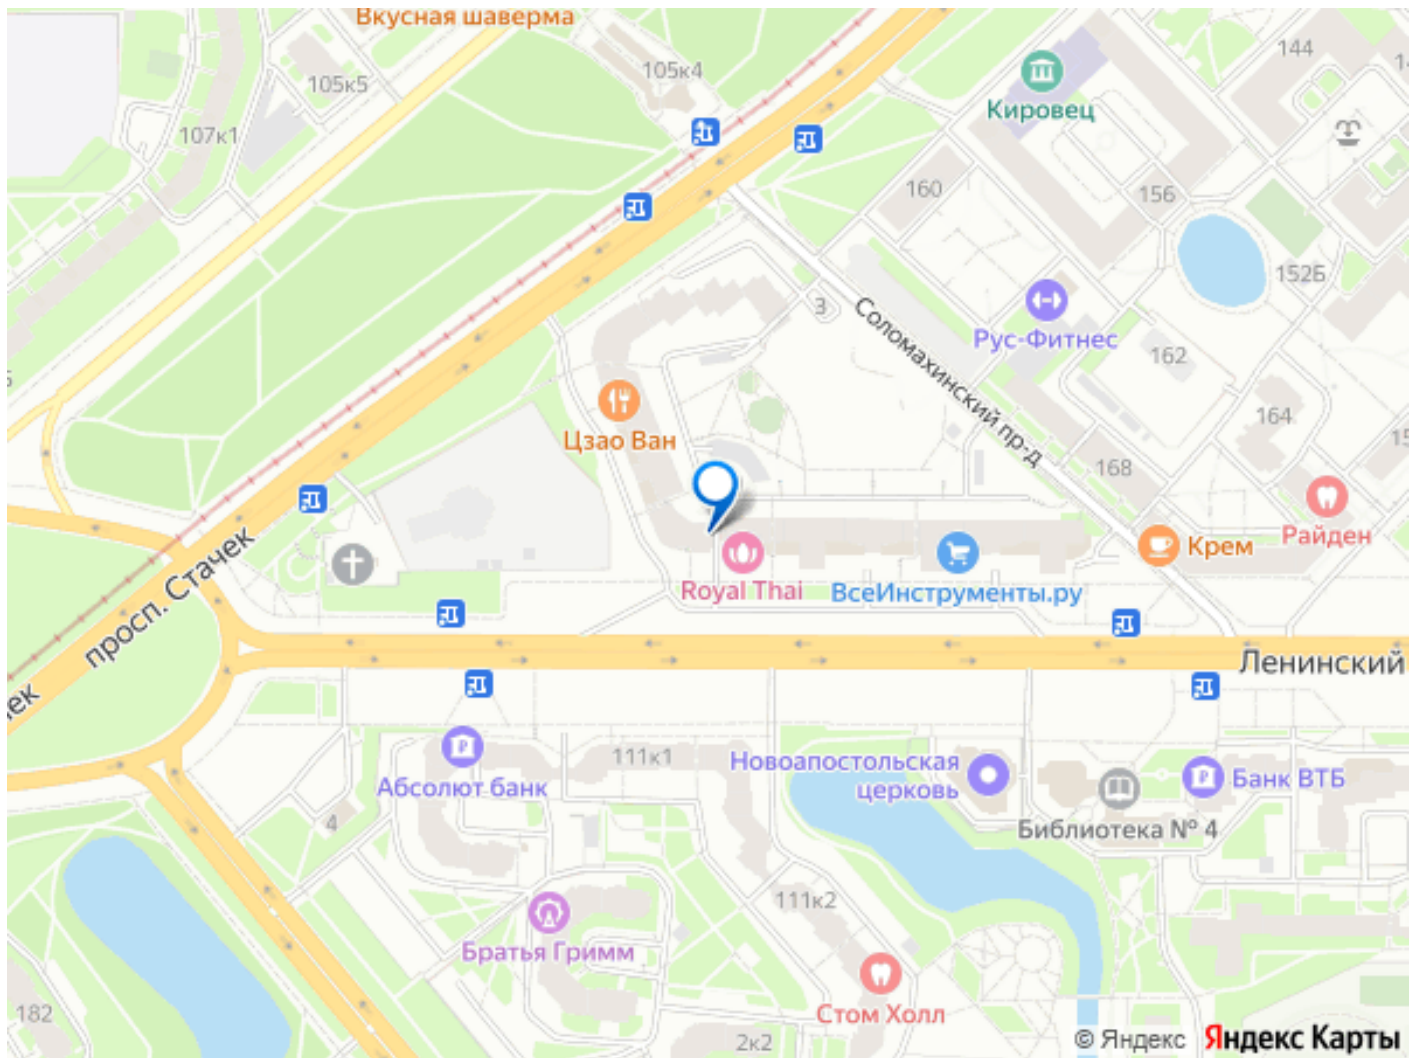 Вкусная шаверма
105к4
105к5
107к1
144
Кировец
160
156
152Б
3
Соломахинский пр-д
Рус-Фитнес
162
164
Цзао Ван
168
Райден
Крем
Royal Thai
ВсеИнструменты.ру
просп. Стачек
Ленинский
111к1
Новоапостольская
церковь
Абсолют банк
Банк ВТБ
4
Библиотека № 4
111к2
Братья Гримм
Стом Холл
182
2к2
© Яндекс Яндекс Карты